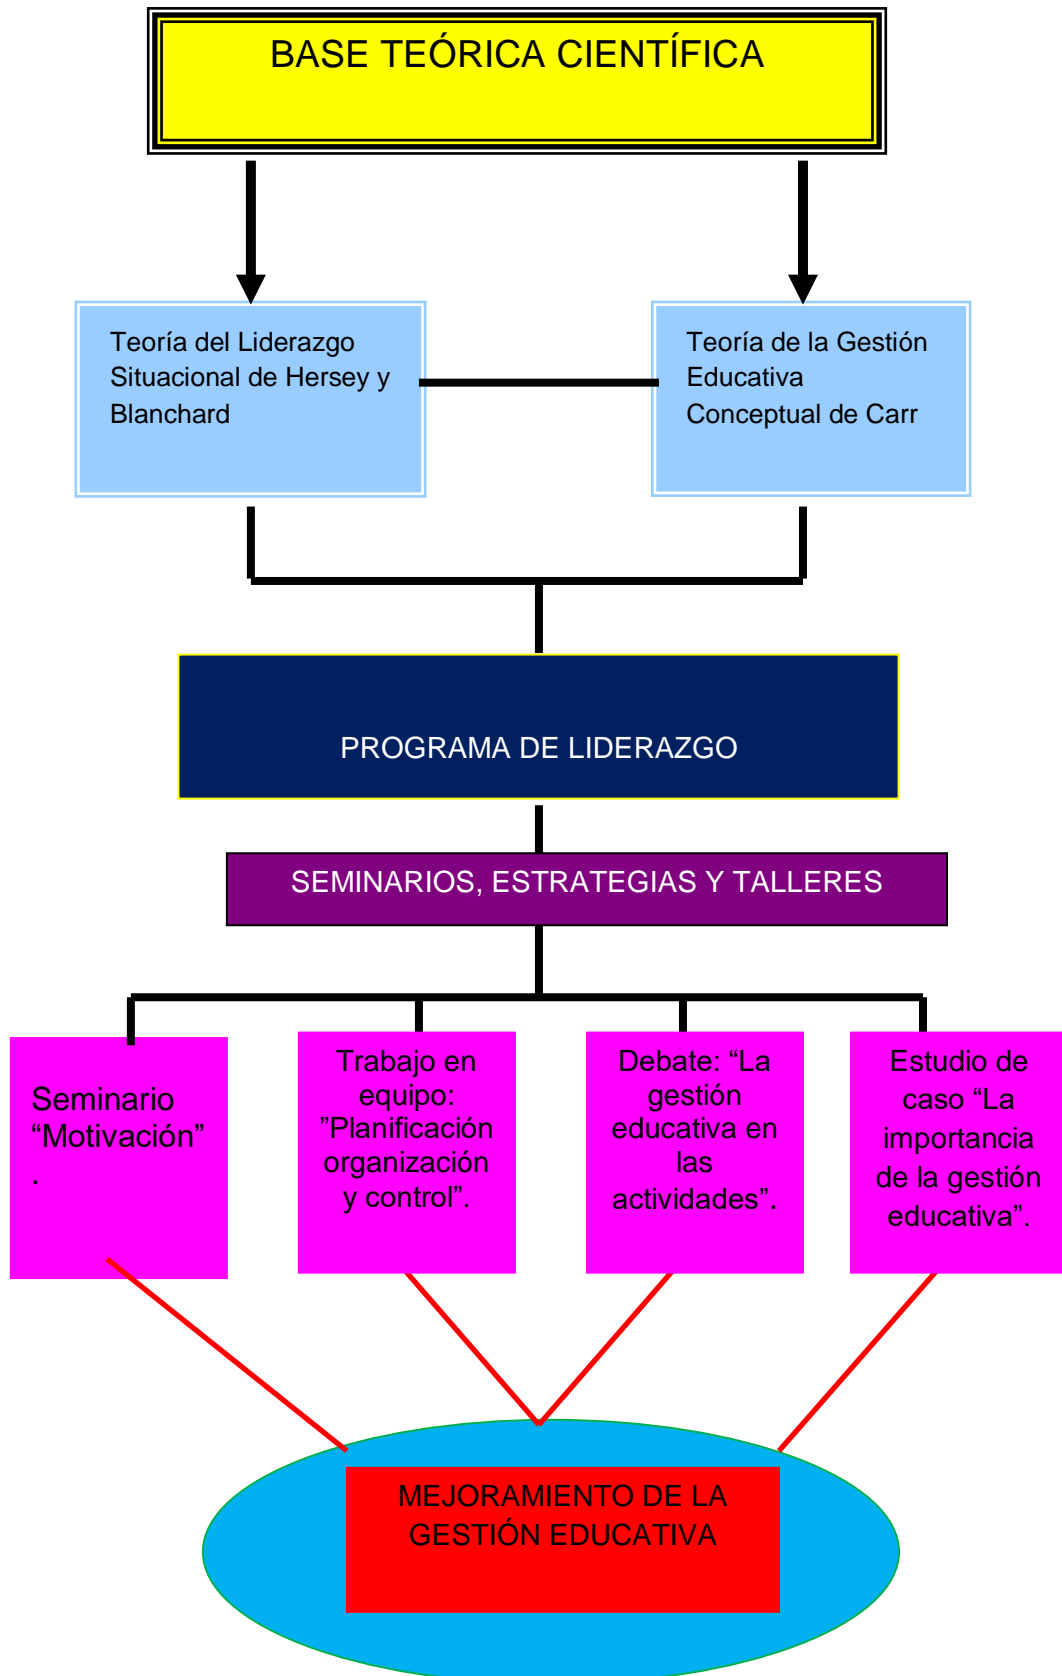 BASE TEÓRICA CIENTÍFICA
Teoría del Liderazgo
Situacional de Hersey y
Blanchard
Teoría de la Gestión
Educativa
Conceptual de Carr
PROGRAMA DE LIDERAZGO
SEMINARIOS, ESTRATEGIAS Y TALLERES
Seminario
“Motivación”
.
Trabajo en
equipo:
”Planificación
organización
y control”.
Debate: “La
gestión
educativa en
las
actividades”.
Estudio de
caso “La
importancia
de la gestión
educativa”.
MEJORAMIENTO DE LA
GESTIÓN EDUCATIVA